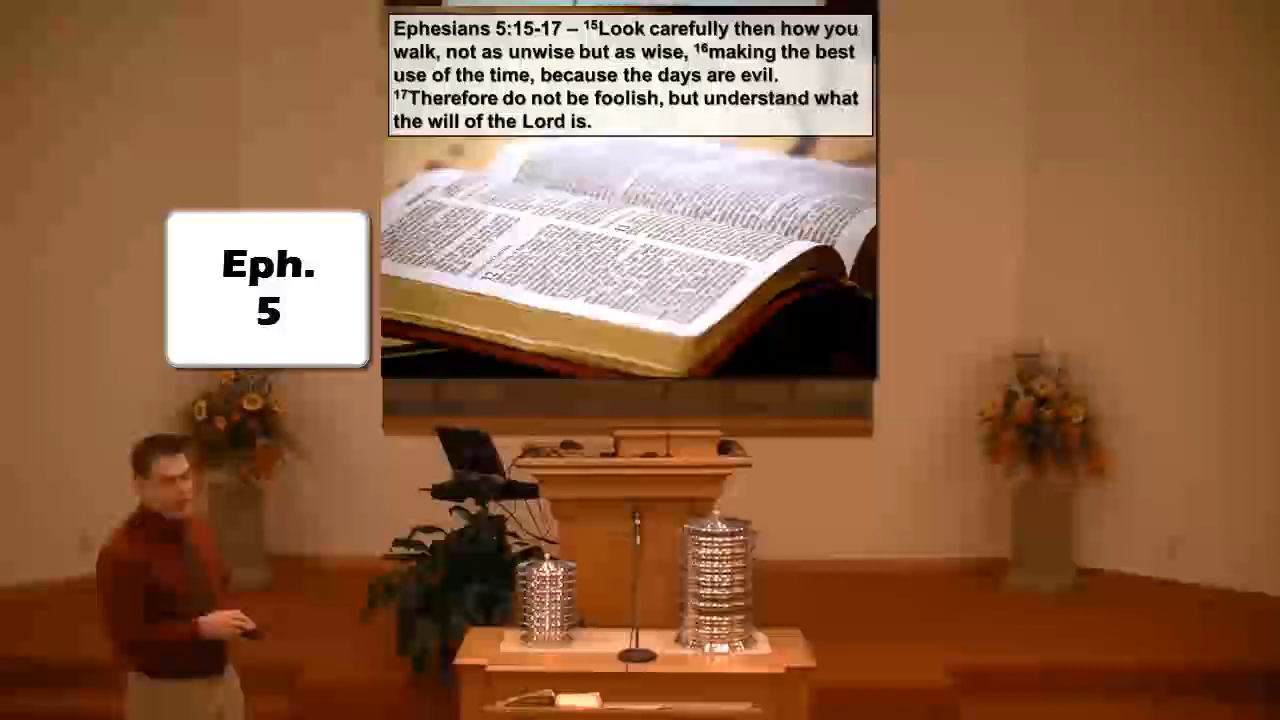 Ephesians 5:15-17 – ¹⁵Look carefully then how you
walk, not as unwise but as wise, ¹⁶making the best
use of the time, because the days are evil.
¹⁷Therefore do not be foolish, but understand what
the will of the Lord is.
Eph.
5